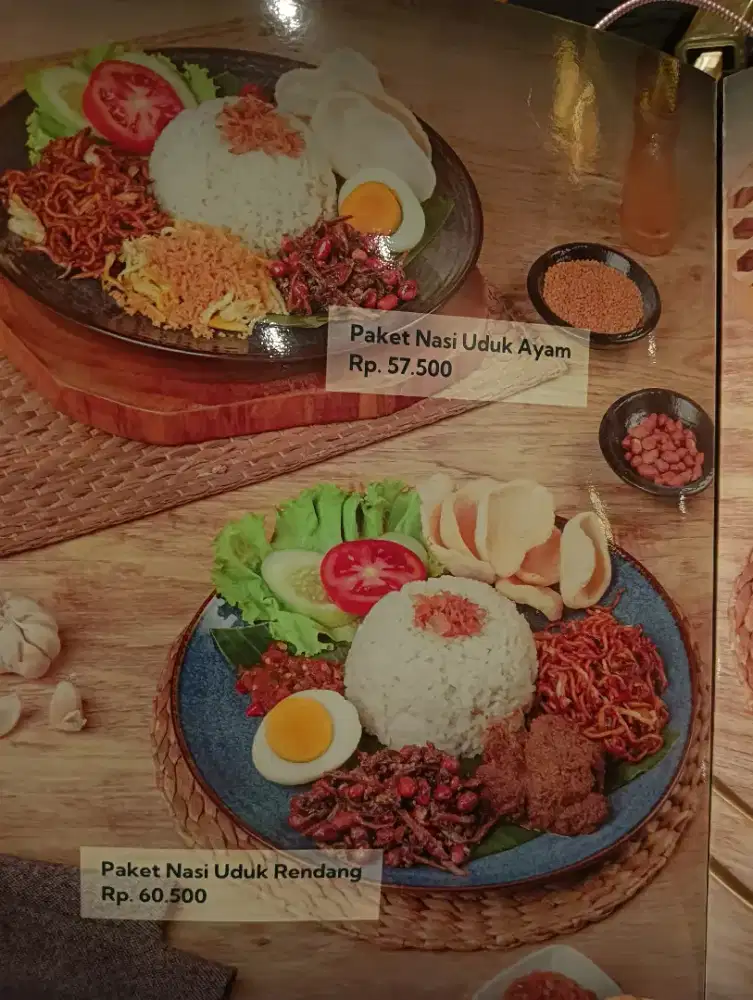 Paket Nasi Uduk Ayam
Rp. 57.500
Paket Nasi Uduk Rendang
Rp. 60.500